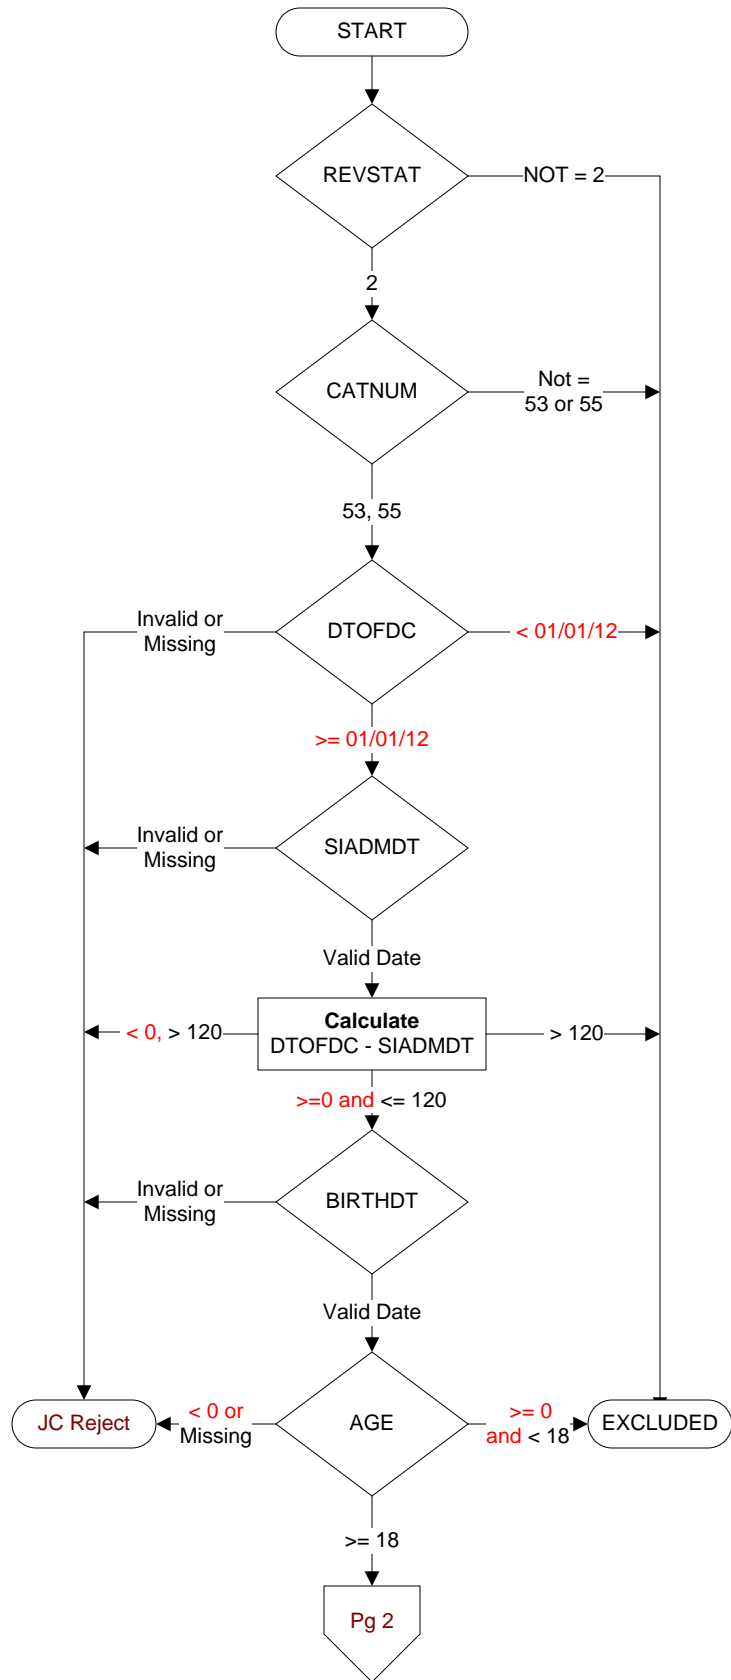 START
REVSTAT
NOT = 2
2
CATNUM
Not =
53 or 55
53, 55
Invalid or
Missing
DTOFDC
< 01/01/12
>= 01/01/12
Invalid or
Missing
SIADMDT
Valid Date
< 0, > 120
Calculate
DTOFDC - SIADMDT
> 120
>=0 and <= 120
Invalid or
Missing
BIRTHDT
Valid Date
JC Reject
< 0 or
Missing
AGE
>= 0
and < 18
EXCLUDED
>= 18
Pg 2